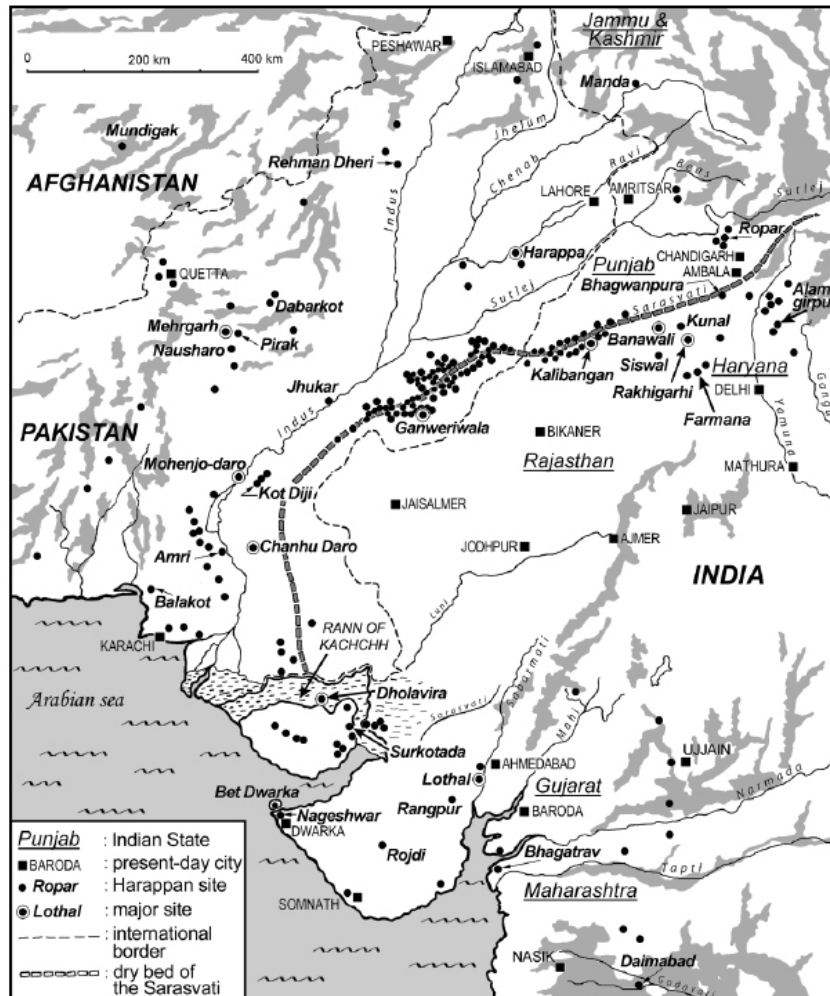 Jammu &
Kashmir
PESHAWAR
ISLAMABAD
0
200 km
400 km
Manda
Mundigak
Jhelum
Rehman Dheri
Chenab
Ravi
Beas
AFGHANISTAN
Indus
LAHORE
AMRITSAR
Sutlej
Ropar
Harappa
Punjab
CHANDIGARH
AMBALA
QUETTA
Bhagwanpura
Sarasvati
Sutlej
Alam
girpur
Dabarkot
Mehrgarh
Pirak
Nausharo
Banawali
Kunal
Kalibangan
Siswal
Haryana
Rakhigarhi
DELHI
Jhukar
Indus
Farmana
Ganga
Yamuna
Ganweriwala
BIKANER
PAKISTAN
Rajasthan
MATHURA
Mohenjo-daro
Kot Diji
JAISALMER
JAIPUR
Chanhu Daro
Amri
JODHPUR
AJMER
INDIA
Balakot
Luni
KARACHI
RANN OF
KACHCHH
Arabian sea
Dholavira
Sarasvati
Sabarmati
Mahi
Surkotada
AHMEDABAD
UJJAIN
Lothal
Gujarat
Narmada
Bet Dwarka
Rangpur
BARODA
Nageshwar
DWARKA
Rojdi
Bhagatrav
Tapti
Maharashtra
SOMNATH
NASIK
Daimabad
Godavari
Punjab : Indian State
BARODA : present-day city
Ropar : Harappan site
Lothal : major site
: international
border
: dry bed of
the Sarasvati